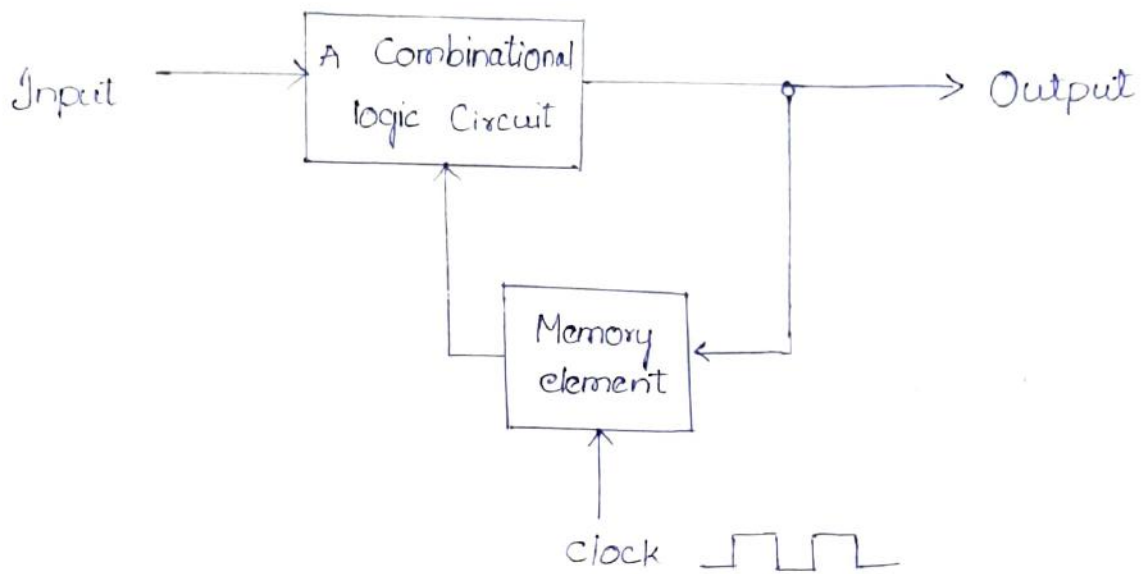 A Combinational
logic Circuit
Input
Output
Memory
element
Clock